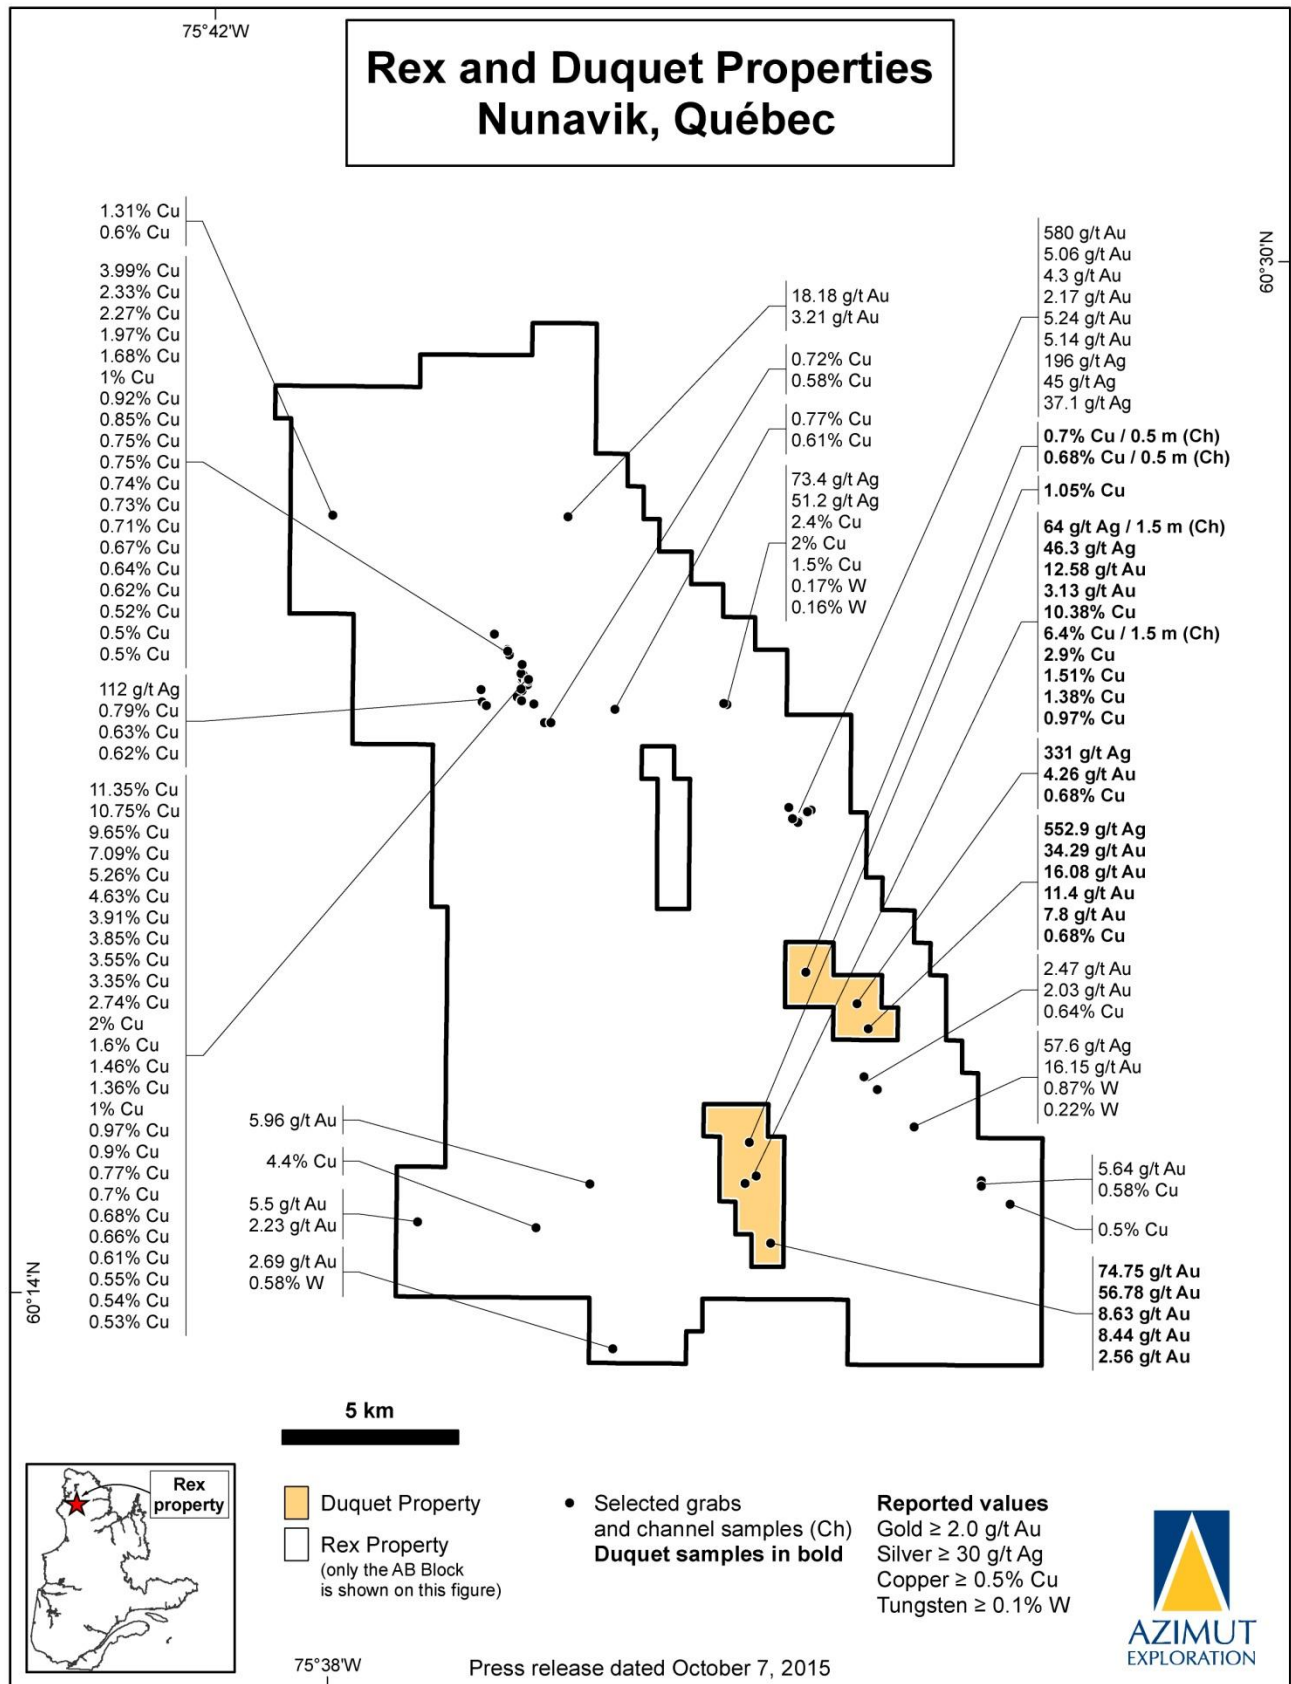 75°42'W
Rex and Duquet Properties
Nunavik, Québec
60°30'N
1.31% Cu
0.6% Cu
3.99% Cu
2.33% Cu
2.27% Cu
1.97% Cu
1.68% Cu
1% Cu
0.92% Cu
0.85% Cu
0.75% Cu
0.75% Cu
0.74% Cu
0.73% Cu
0.71% Cu
0.67% Cu
0.64% Cu
0.62% Cu
0.52% Cu
0.5% Cu
0.5% Cu
112 g/t Ag
0.79% Cu
0.63% Cu
0.62% Cu
11.35% Cu
10.75% Cu
9.65% Cu
7.09% Cu
5.26% Cu
4.63% Cu
3.91% Cu
3.85% Cu
3.55% Cu
3.35% Cu
2.74% Cu
2% Cu
1.6% Cu
1.46% Cu
1.36% Cu
1% Cu
0.97% Cu
0.9% Cu
0.77% Cu
0.7% Cu
0.68% Cu
0.66% Cu
0.61% Cu
0.55% Cu
0.54% Cu
0.53% Cu
60°14'N
18.18 g/t Au
3.21 g/t Au
0.72% Cu
0.58% Cu
0.77% Cu
0.61% Cu
73.4 g/t Ag
51.2 g/t Ag
2.4% Cu
2% Cu
1.5% Cu
0.17% W
0.16% W
580 g/t Au
5.06 g/t Au
4.3 g/t Au
2.17 g/t Au
5.24 g/t Au
5.14 g/t Au
196 g/t Ag
45 g/t Ag
37.1 g/t Ag
0.7% Cu / 0.5 m (Ch)
0.68% Cu / 0.5 m (Ch)
1.05% Cu
64 g/t Ag / 1.5 m (Ch)
46.3 g/t Ag
12.58 g/t Au
3.13 g/t Au
10.38% Cu
6.4% Cu / 1.5 m (Ch)
2.9% Cu
1.51% Cu
1.38% Cu
0.97% Cu
331 g/t Ag
4.26 g/t Au
0.68% Cu
552.9 g/t Ag
34.29 g/t Au
16.08 g/t Au
11.4 g/t Au
7.8 g/t Au
0.68% Cu
2.47 g/t Au
2.03 g/t Au
0.64% Cu
57.6 g/t Ag
16.15 g/t Au
0.87% W
0.22% W
5.64 g/t Au
0.58% Cu
0.5% Cu
74.75 g/t Au
56.78 g/t Au
8.63 g/t Au
8.44 g/t Au
2.56 g/t Au
5.96 g/t Au
4.4% Cu
5.5 g/t Au
2.23 g/t Au
2.69 g/t Au
0.58% W
5 km
Rex
property
Duquet Property
Rex Property
(only the AB Block
is shown on this figure)
Selected grabs
and channel samples (Ch)
Duquet samples in bold
Reported values
Gold ≥ 2.0 g/t Au
Silver ≥ 30 g/t Ag
Copper ≥ 0.5% Cu
Tungsten ≥ 0.1% W
AZIMUT
EXPLORATION
75°38'W
Press release dated October 7, 2015